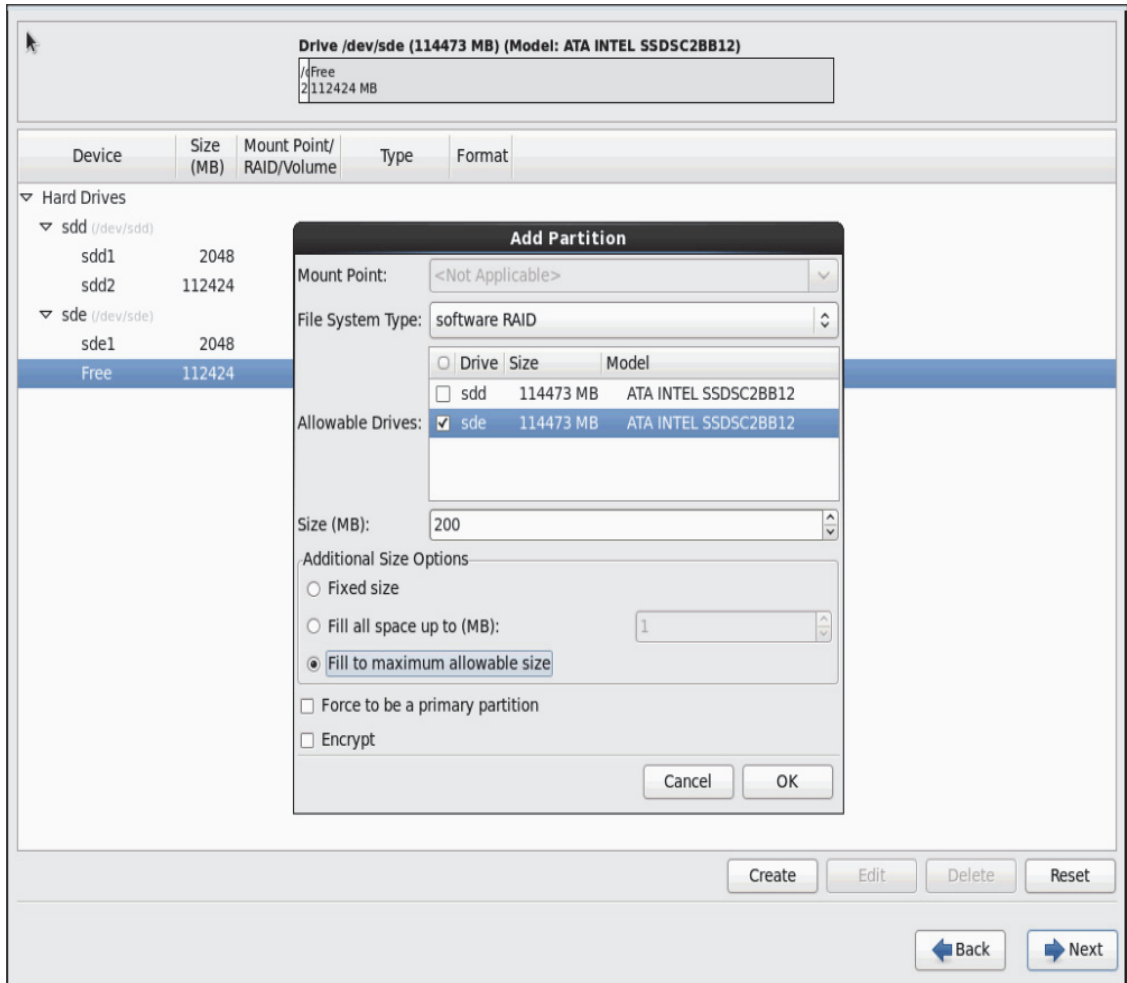 Drive /dev/sde (114473 MB) (Model: ATA INTEL SSDSC2BB12)
Free
2 112424 MB
Device Size (MB) Mount Point/ RAID/Volume Type Format
Hard Drives
sdd (/dev/sdd)
sdd1 2048
sdd2 112424
sde (/dev/sde)
sde1 2048
Free 112424
Add Partition
Mount Point: <Not Applicable>
File System Type: software RAID
Drive Size Model
sdd 114473 MB ATA INTEL SSDSC2BB12
Allowable Drives: sde 114473 MB ATA INTEL SSDSC2BB12
Size (MB): 200
Additional Size Options
Fixed size
Fill all space up to (MB): 1
Fill to maximum allowable size
Force to be a primary partition
Encrypt
Cancel OK
Create Edit Delete Reset
Back Next